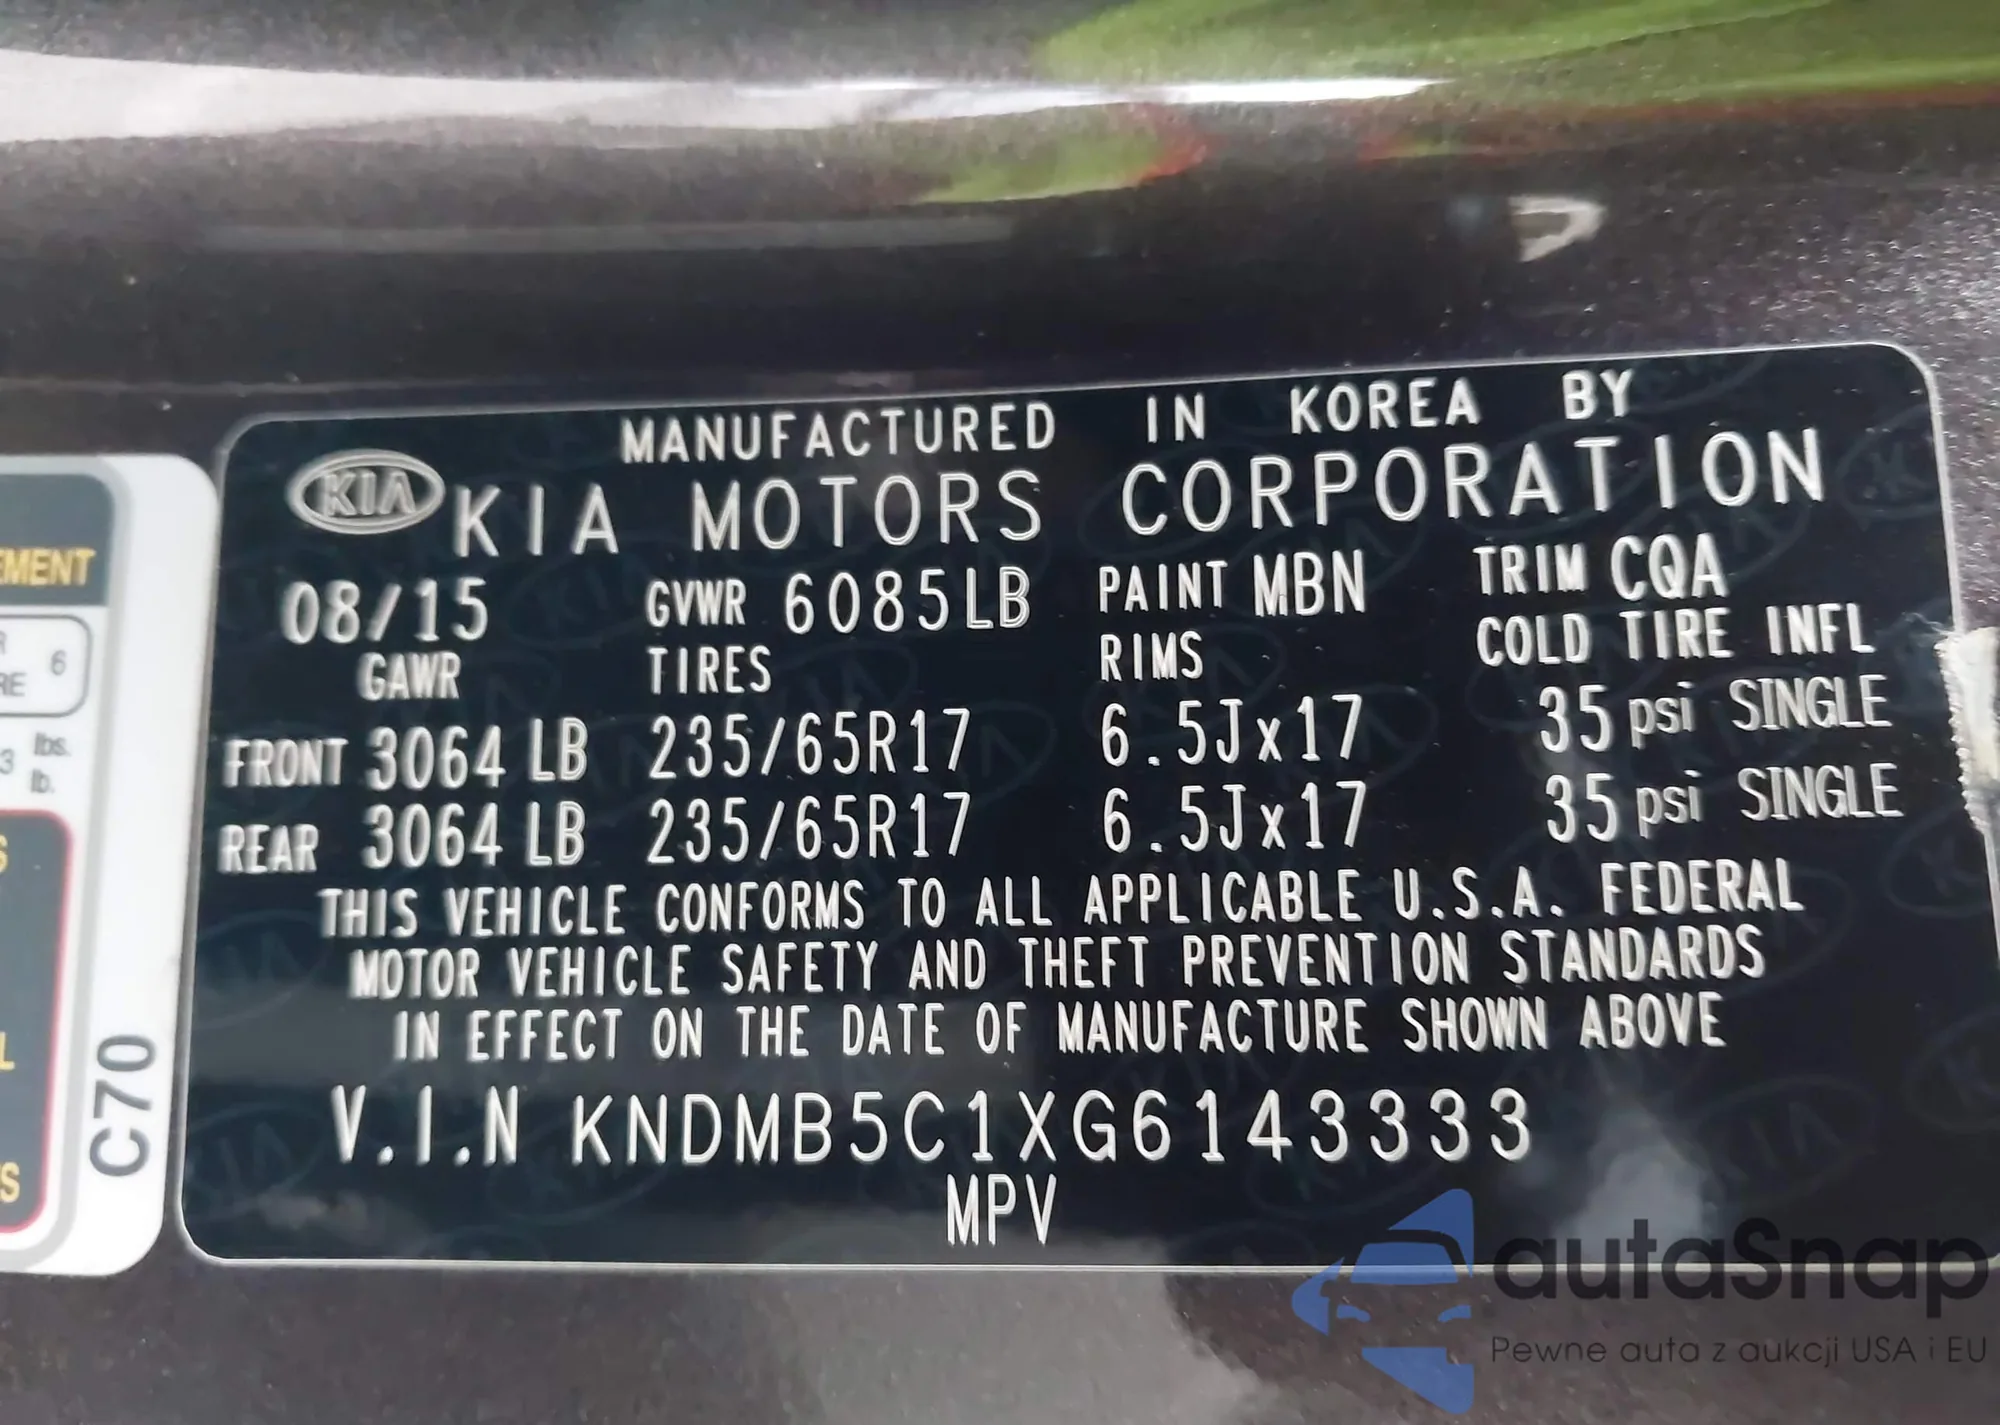 MANUFACTURED IN KOREA BY
KIA KIA MOTORS CORPORATION
08/15 GVWR 6085LB PAINT MBN TRIM CQA
GAWR TIRES RIMS COLD TIRE INFL
FRONT 3064 LB 235/65R17 6.5Jx17 35 psi SINGLE
REAR 3064 LB 235/65R17 6.5Jx17 35 psi SINGLE
THIS VEHICLE CONFORMS TO ALL APPLICABLE U.S.A. FEDERAL
MOTOR VEHICLE SAFETY AND THEFT PREVENTION STANDARDS
IN EFFECT ON THE DATE OF MANUFACTURE SHOWN ABOVE
V.I.N KNDMB5C1XG6143333
MPV
6
lbs.
lb.
C70
autaSnap
Pewne auta z aukcji USA i EU